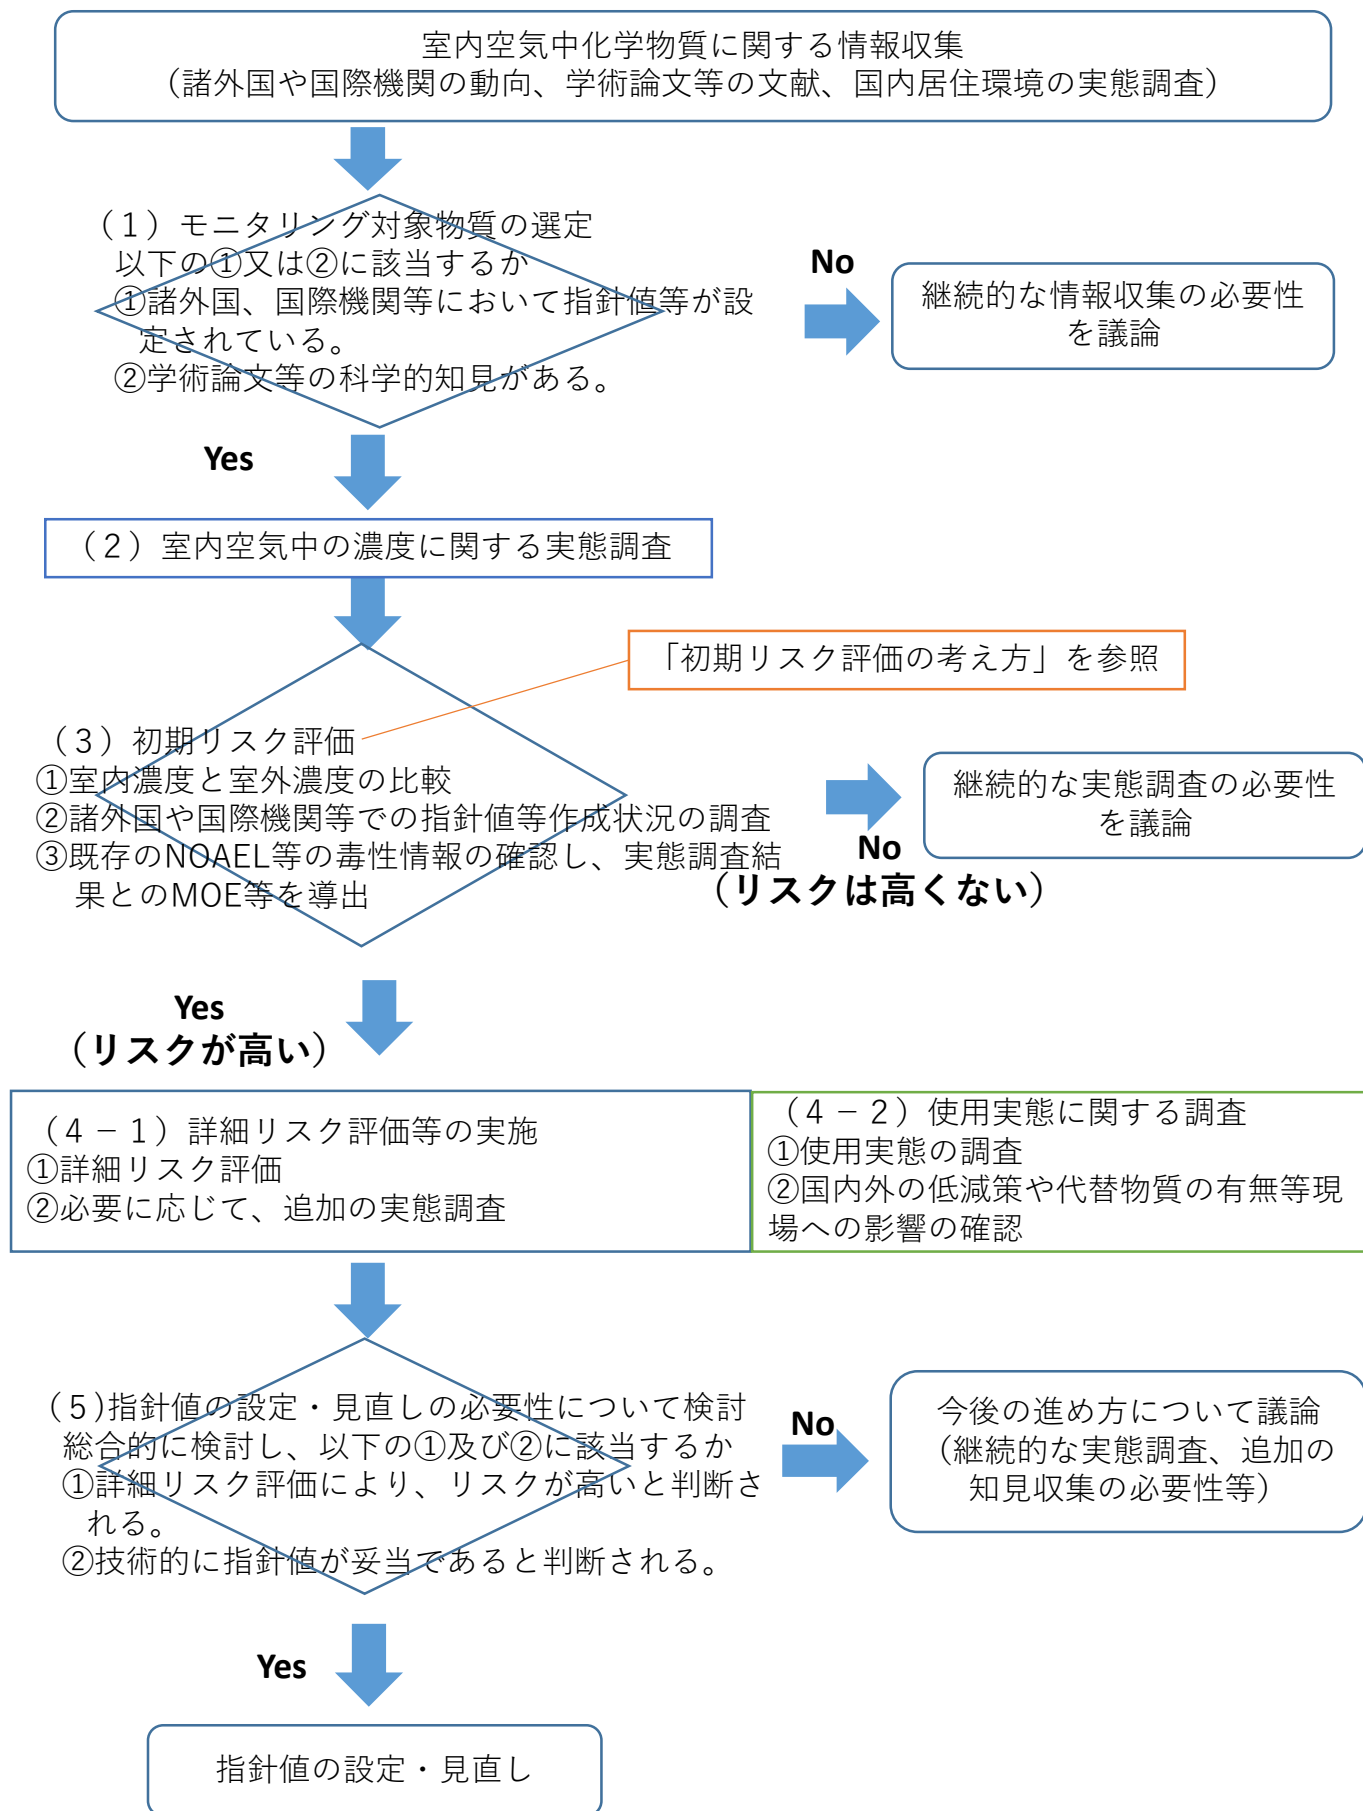 室内空気中化学物質に関する情報収集
（諸外国や国際機関の動向、学術論文等の文献、国内居住環境の実態調査）
（１）モニタリング対象物質の選定
以下の①又は②に該当するか
①諸外国、国際機関等において指針値等が設
定されている。
②学術論文等の科学的知見がある。
No
継続的な情報収集の必要性
を議論
Yes
（２）室内空気中の濃度に関する実態調査
「初期リスク評価の考え方」を参照
（３）初期リスク評価
①室内濃度と室外濃度の比較
②諸外国や国際機関等での指針値等作成状況の調査
③既存のNOAEL等の毒性情報の確認し、実態調査結
果とのMOE等を導出
継続的な実態調査の必要性
を議論
No
（リスクは高くない）
Yes
（リスクが高い）
（４－１）詳細リスク評価等の実施
①詳細リスク評価
②必要に応じて、追加の実態調査
（４－２）使用実態に関する調査
①使用実態の調査
②国内外の低減策や代替物質の有無等現
場への影響の確認
（５)指針値の設定・見直しの必要性について検討
総合的に検討し、以下の①及び②に該当するか
①詳細リスク評価により、リスクが高いと判断さ
れる。
②技術的に指針値が妥当であると判断される。
No
今後の進め方について議論
（継続的な実態調査、追加の
知見収集の必要性等）
Yes
指針値の設定・見直し